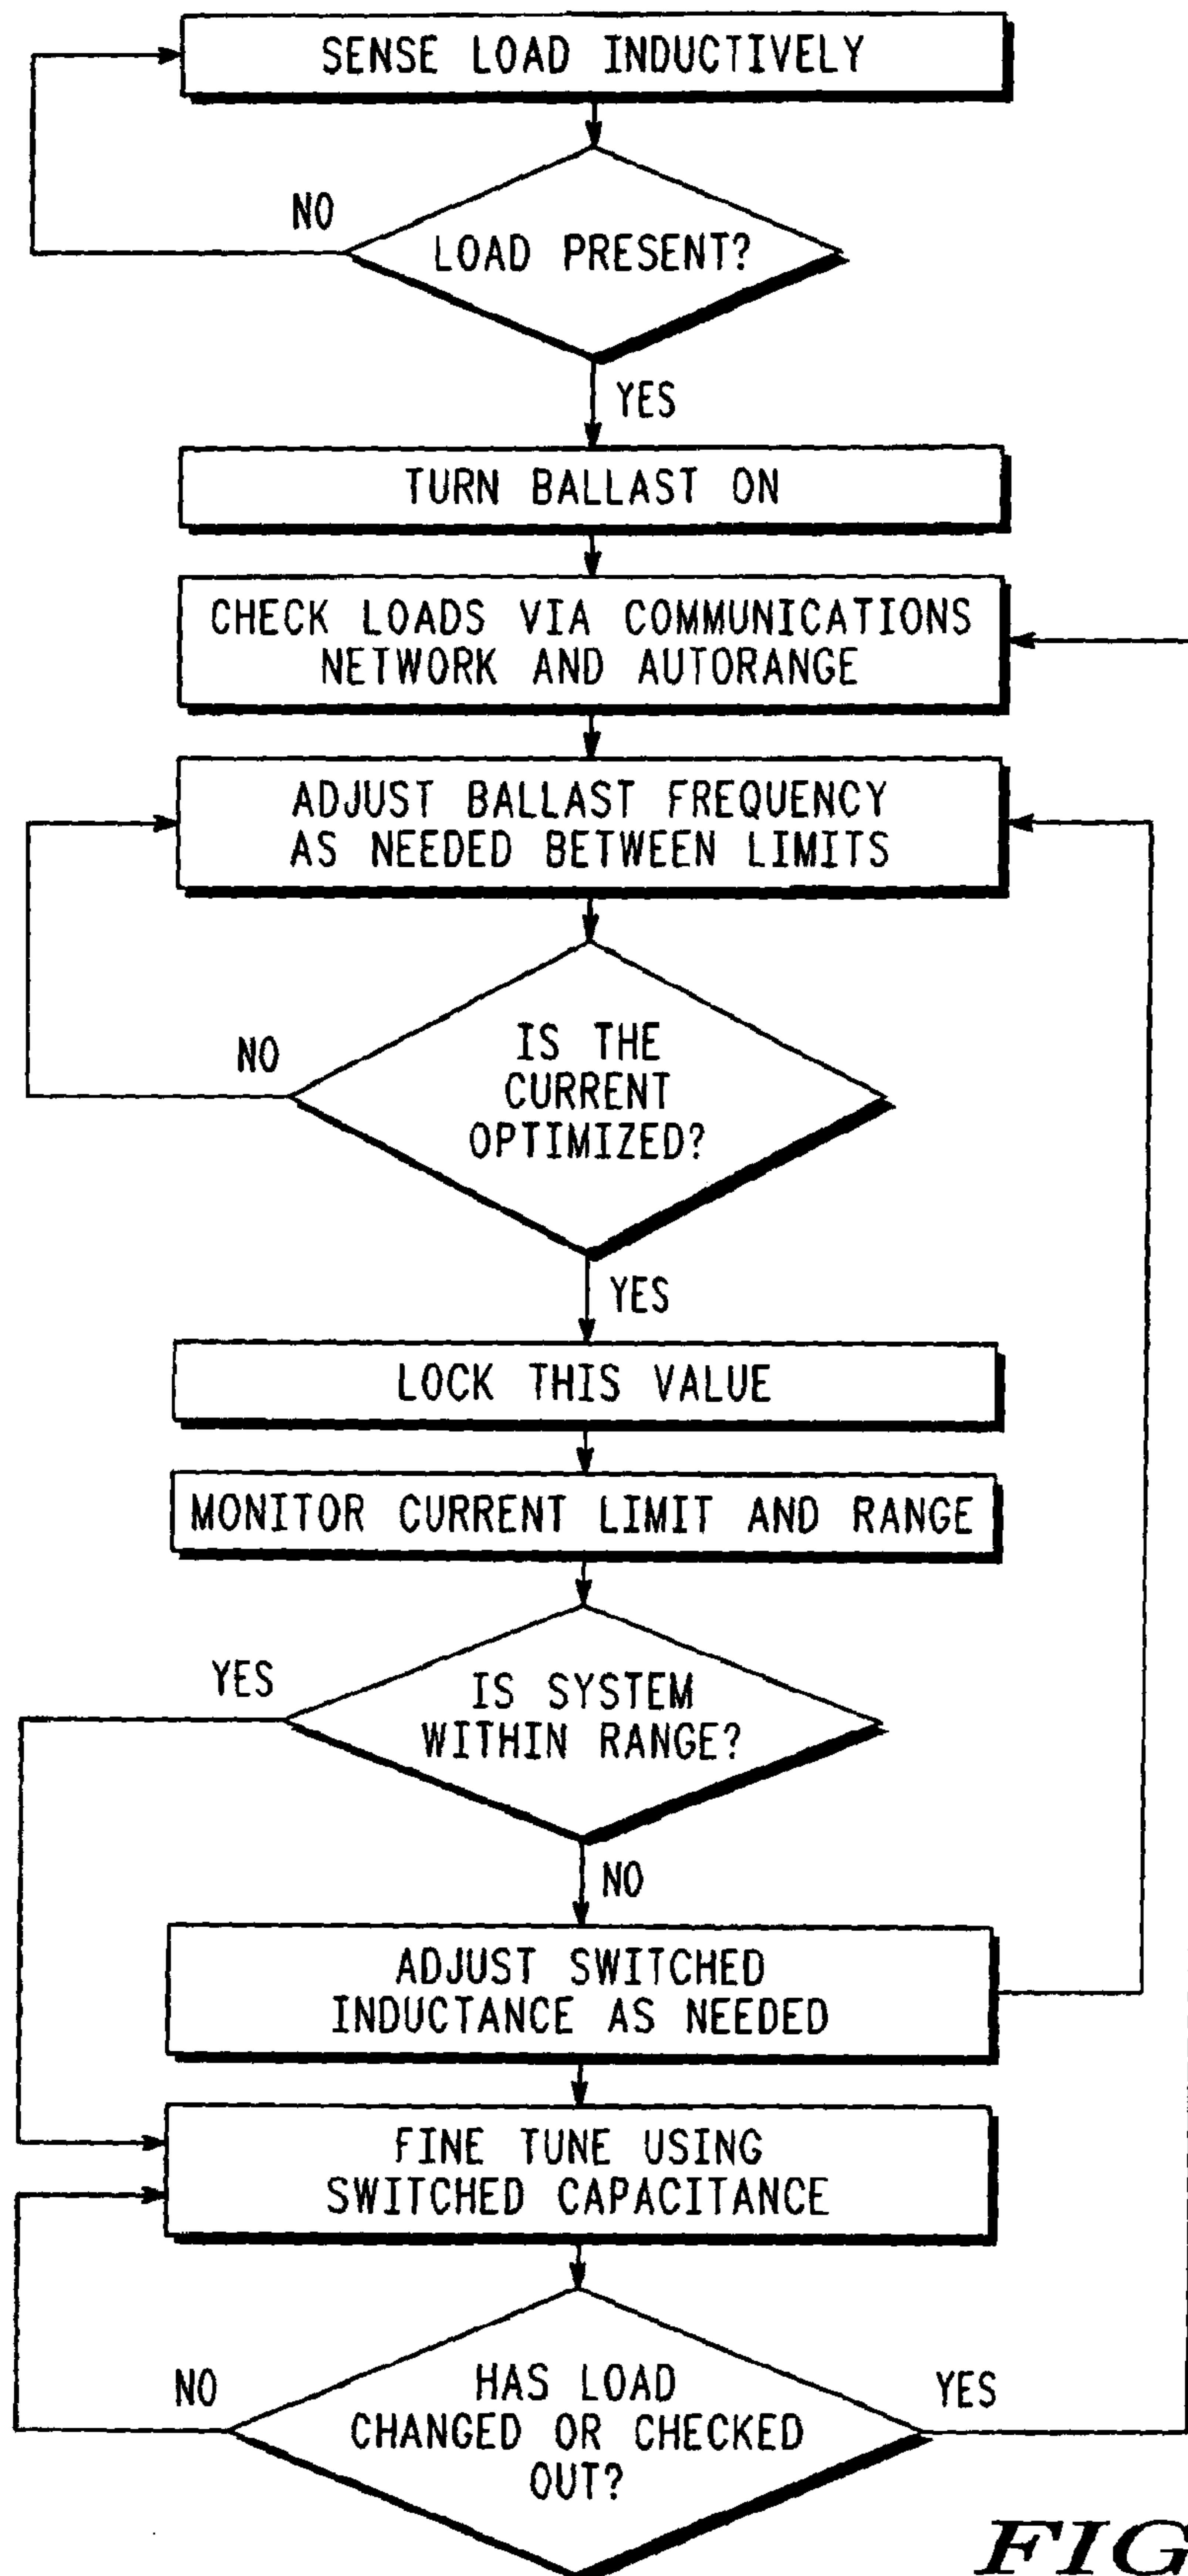 SENSE LOAD INDUCTIVELY
NO
LOAD PRESENT?
YES
TURN BALLAST ON
CHECK LOADS VIA COMMUNICATIONS
NETWORK AND AUTORANGE
ADJUST BALLAST FREQUENCY
AS NEEDED BETWEEN LIMITS
NO
IS THE
CURRENT
OPTIMIZED?
YES
LOCK THIS VALUE
MONITOR CURRENT LIMIT AND RANGE
YES
IS SYSTEM
WITHIN RANGE?
NO
ADJUST SWITCHED
INDUCTANCE AS NEEDED
FINE TUNE USING
SWITCHED CAPACITANCE
NO
HAS LOAD
CHANGED OR CHECKED
OUT?
YES
FIG